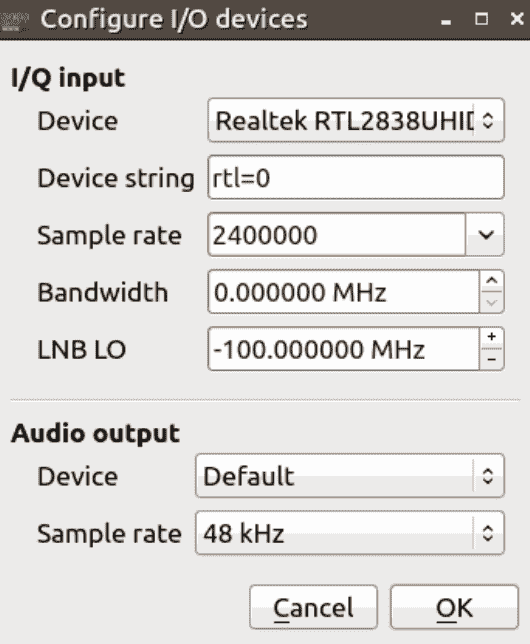 Configure I/O devices
I/Q input
Device Realtek RTL2838UHI
Device string rtl=0
Sample rate 2400000
Bandwidth 0.000000 MHz
LNB LO -100.000000 MHz
Audio output
Device Default
Sample rate 48 kHz
Cancel OK